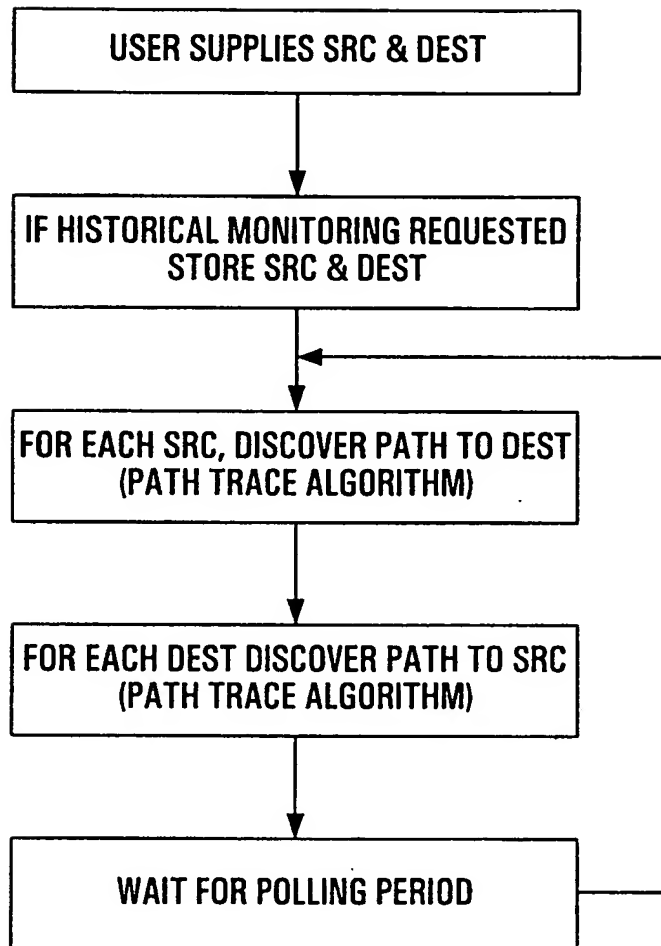 USER SUPPLIES SRC & DEST
IF HISTORICAL MONITORING REQUESTED
STORE SRC & DEST
FOR EACH SRC, DISCOVER PATH TO DEST
(PATH TRACE ALGORITHM)
FOR EACH DEST DISCOVER PATH TO SRC
(PATH TRACE ALGORITHM)
WAIT FOR POLLING PERIOD